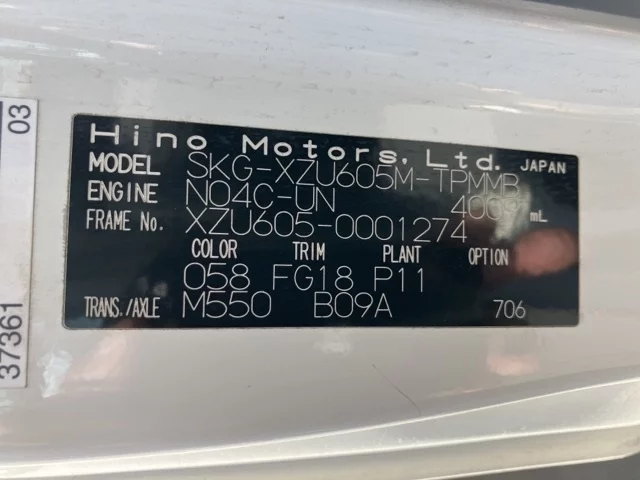 Hino Motors, Ltd. JAPAN
MODEL SKG-XZU605M-TPMMB
ENGINE N04C-UN 4009 mL
FRAME No. XZU605-0001274
COLOR TRIM PLANT OPTION
058 FG18 P11
TRANS./AXLE M550 B09A 706
03
37361